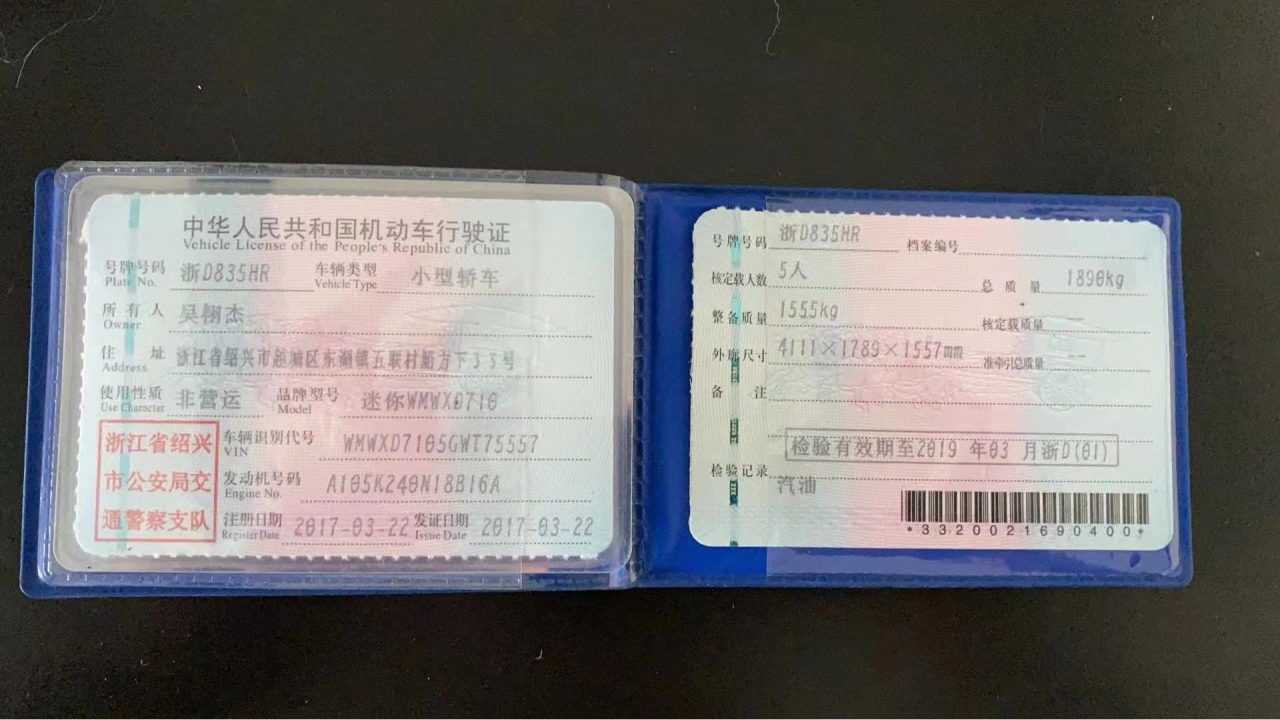 中华人民共和国机动车行驶证
Vehicle License of the People's Republic of China
号牌号码 浙D835HR 车辆类型 小型轿车
Plate No. Vehicle Type
所有人 吴栩杰
Owner
住址 浙江省绍兴市越城区东湖镇五联村 方下35号
Address
使用性质 非营运 品牌型号 迷你WMWXD710
Use Character Model
浙江省绍兴
市公安局交
通警察支队
车辆识别代号 WMWXD7105GWT75557
VIN
发动机号码 A105K240N18B16A
Engine No.
注册日期 2017-03-22 发证日期 2017-03-22
Register Date Issue Date
号牌号码 浙D835HR 档案编号
核定载人数 5人 总质量 1890kg
整备质量 1555kg 核定载质量 --
外廓尺寸 4111×1789×1557mm 准牵引总质量 --
备注
检验有效期至2019 年03 月浙D(01)
检验记录
汽油
*3320021690400*